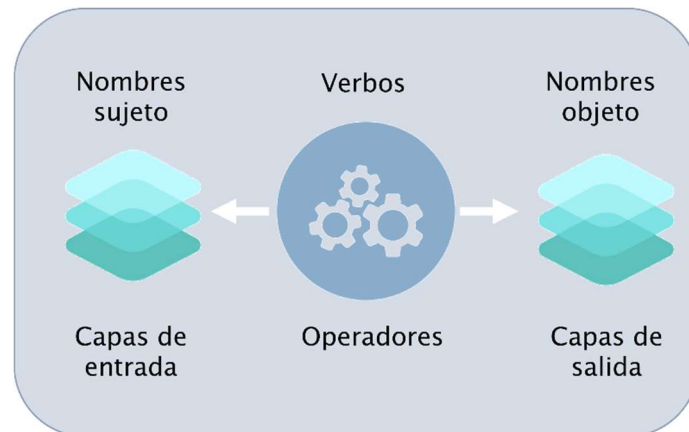 Nombres
sujeto
Verbos
Nombres
objeto
Capas de
entrada
Operadores
Capas de
salida